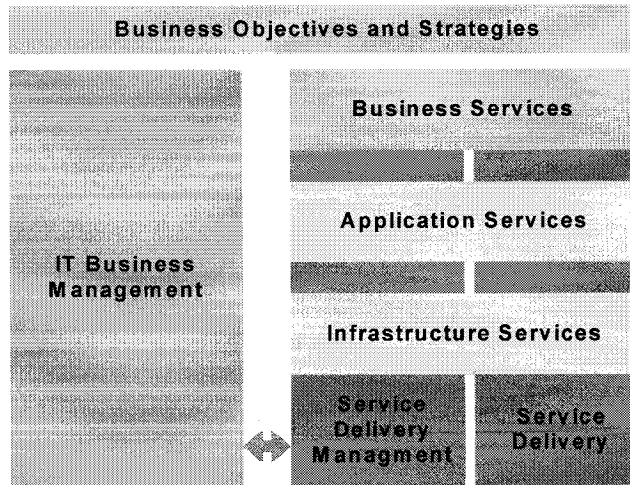 Business Objectives and Strategies
IT Business
Management
Business Services
Application Services
Infrastructure Services
Service
Delivery
Managment
Service
Delivery